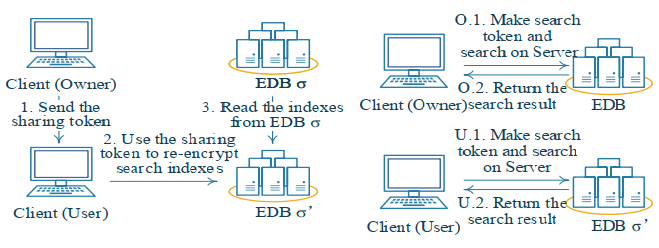 Client (Owner)
1. Send the
sharing token
Client (User)
2. Use the sharing
token to re-encrypt
search indexes
EDB σ
3. Read the indexes
from EDB σ
EDB σ’
O.1. Make search
token and
search on Server
O.2. Return the
search result
Client (Owner)
EDB
U.1. Make search
token and search
on Server
U.2. Return the
search result
Client (User)
EDB σ’